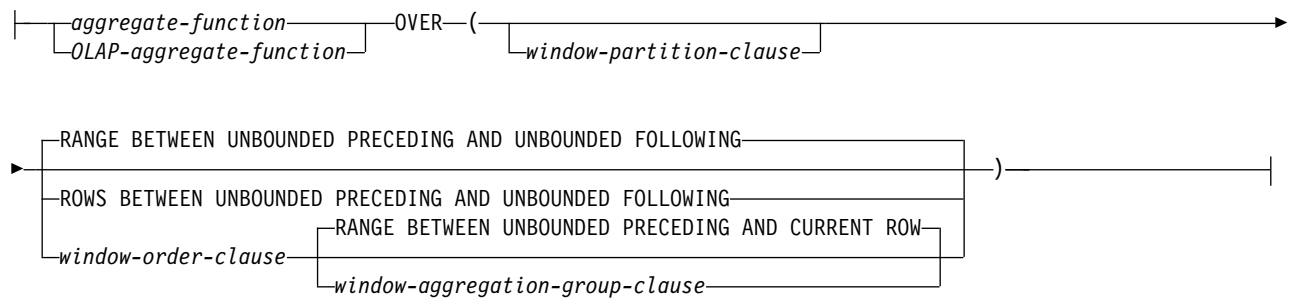 aggregate-function OVER (
OLAP-aggregate-function window-partition-clause
RANGE BETWEEN UNBOUNDED PRECEDING AND UNBOUNDED FOLLOWING
)
ROWS BETWEEN UNBOUNDED PRECEDING AND UNBOUNDED FOLLOWING
RANGE BETWEEN UNBOUNDED PRECEDING AND CURRENT ROW
window-order-clause
window-aggregation-group-clause